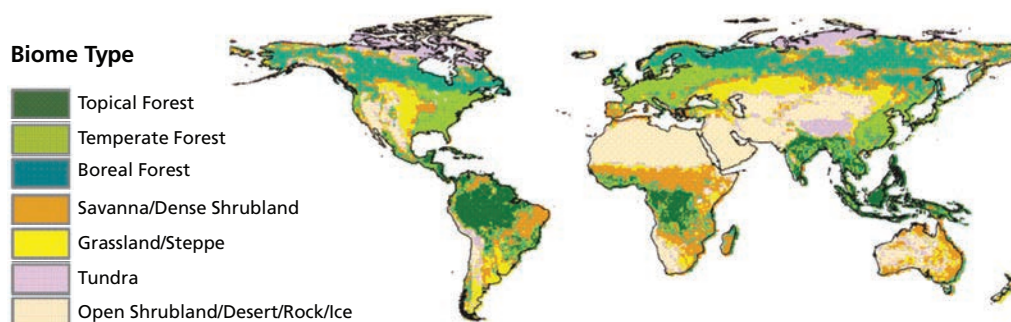 Biome Type
Topical Forest
Temperate Forest
Boreal Forest
Savanna/Dense Shrubland
Grassland/Steppe
Tundra
Open Shrubland/Desert/Rock/Ice